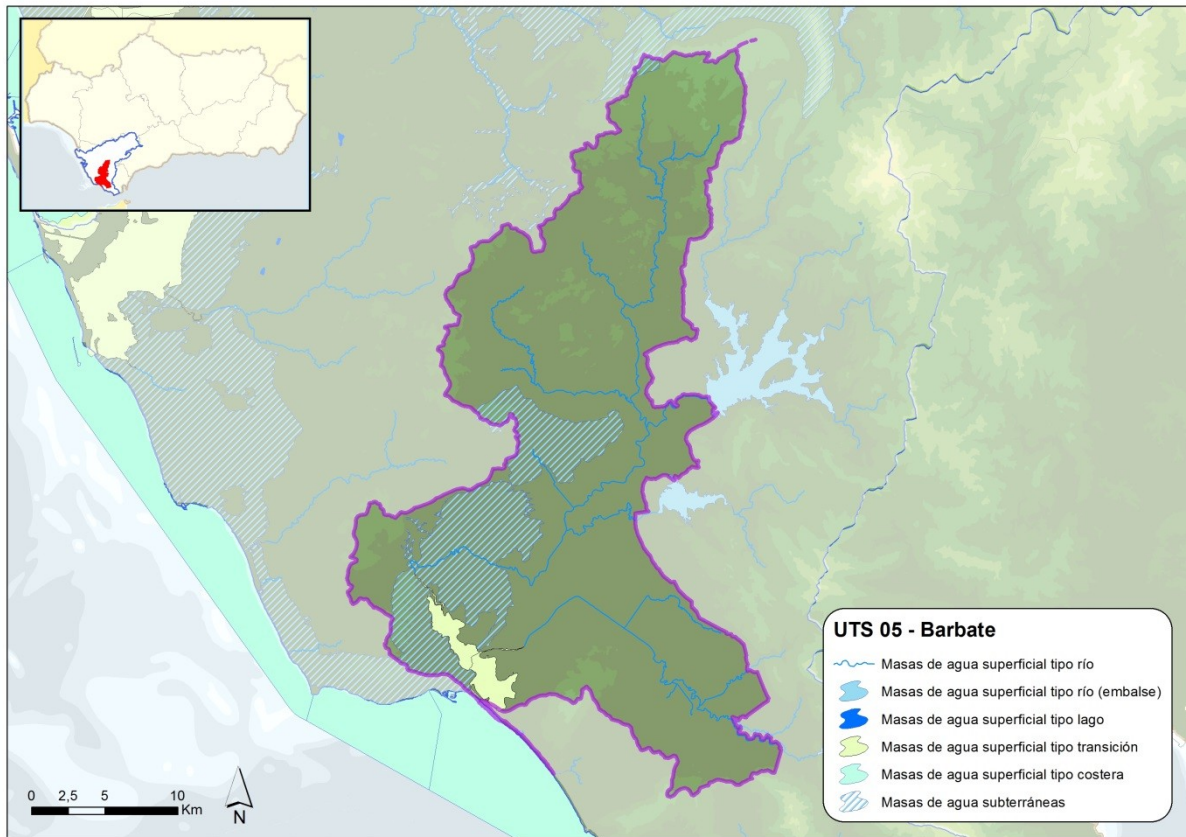 UTS 05 - Barbate
Masas de agua superficial tipo río
Masas de agua superficial tipo río (embalse)
Masas de agua superficial tipo lago
Masas de agua superficial tipo transición
Masas de agua superficial tipo costera
Masas de agua subterráneas
0 2,5 5 10
Km
N